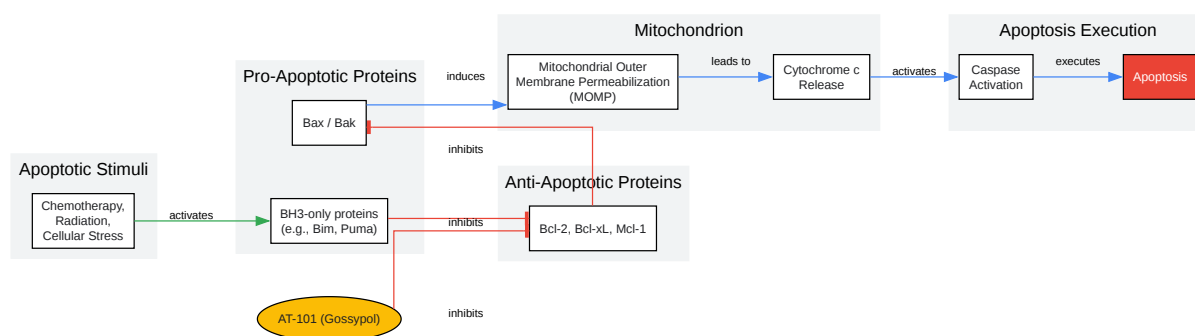 Mitochondrion
Apoptosis Execution
Pro-Apoptotic Proteins
induces
Mitochondrial Outer
Membrane Permeabilization
(MOMP)
leads to
Cytochrome c
Release
activates
Caspase
Activation
executes
Apoptosis
Bax / Bak
inhibits
Apoptotic Stimuli
Anti-Apoptotic Proteins
Chemotherapy,
Radiation,
Cellular Stress
activates
BH3-only proteins
(e.g., Bim, Puma)
inhibits
Bcl-2, Bcl-xL, Mcl-1
AT-101 (Gossypol)
inhibits